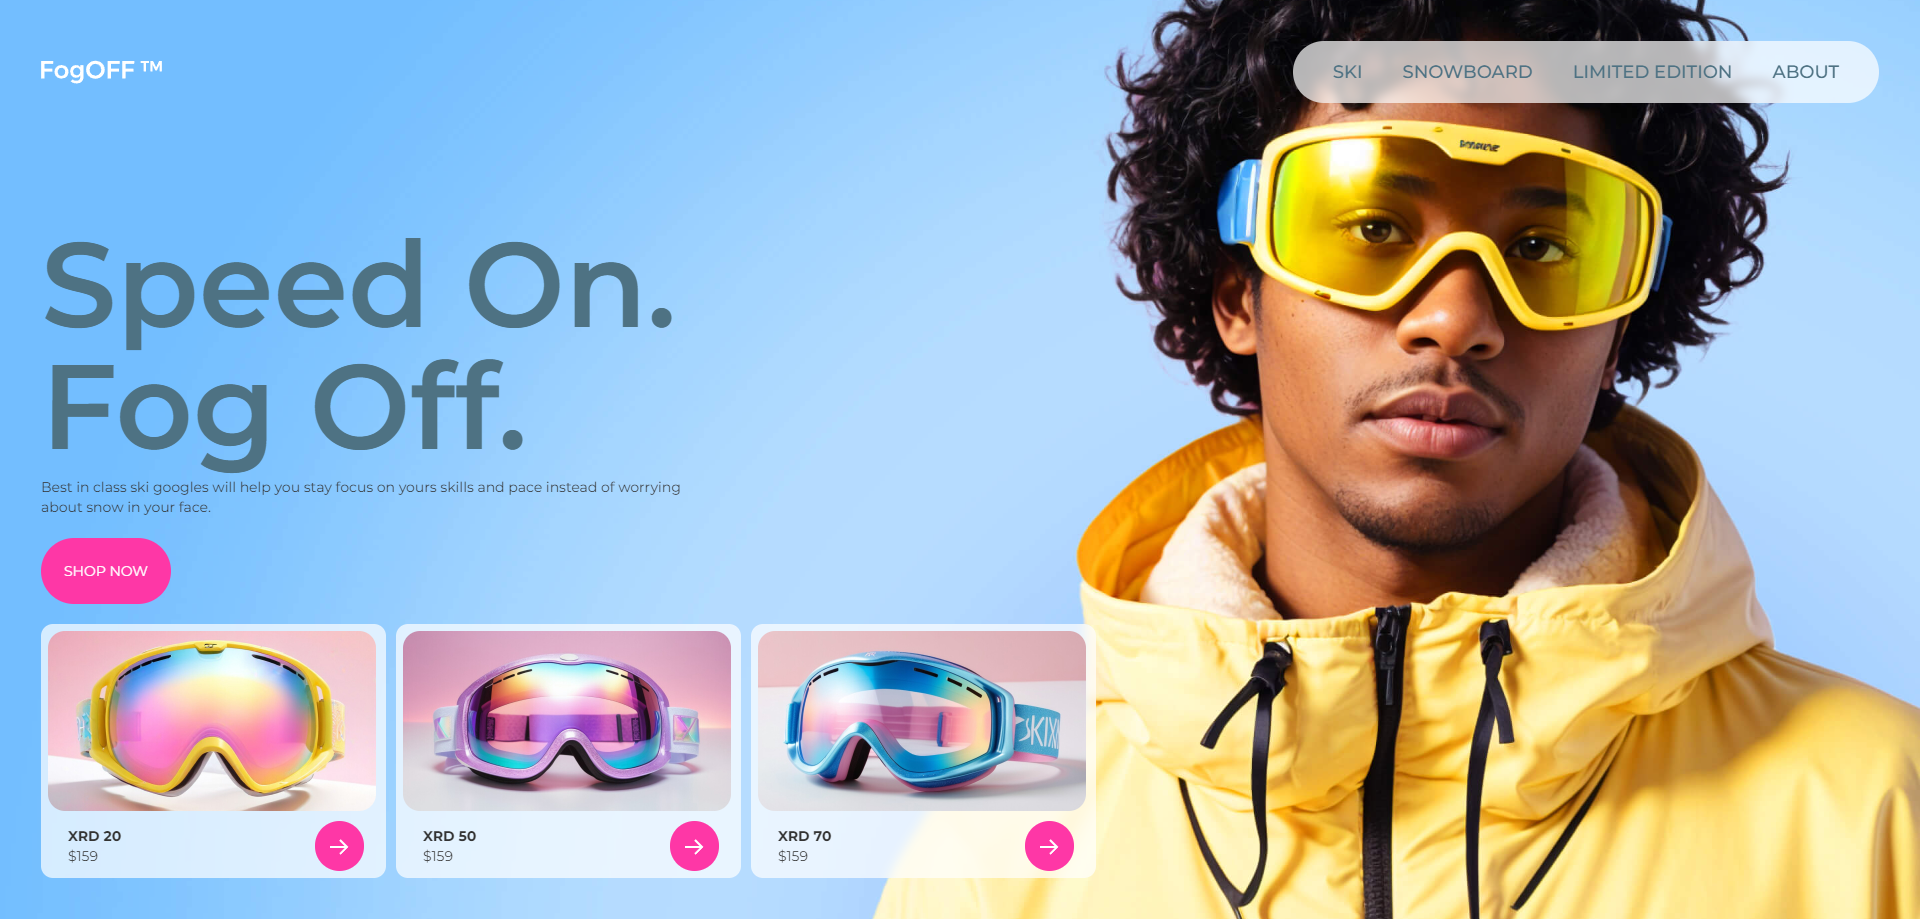 FogOFF ™
SKI SNOWBOARD LIMITED EDITION ABOUT
Speed On.
Fog Off.
Best in class ski googles will help you stay focus on yours skills and pace instead of worrying
about snow in your face.
SHOP NOW
SKIX
XRD 20
$159
XRD 50
$159
XRD 70
$159